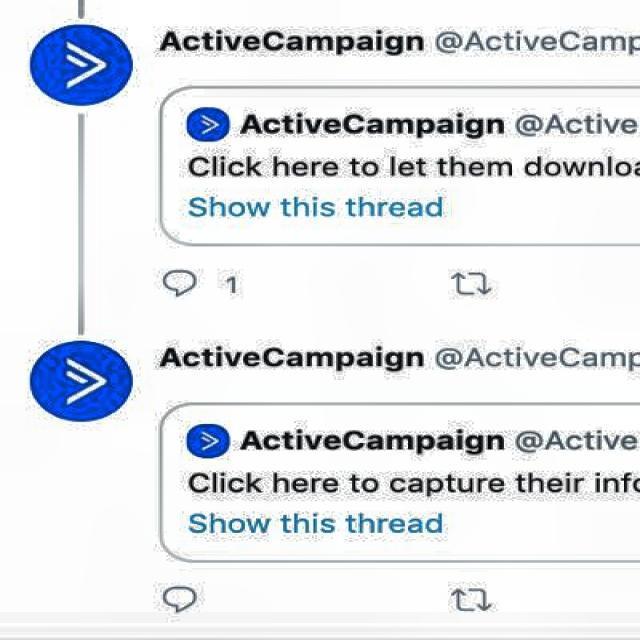 ActiveCampaign @ActiveCamp
ActiveCampaign @Active
Click here to let them downloa
Show this thread
1
ActiveCampaign @ActiveCamp
ActiveCampaign @Active
Click here to capture their info
Show this thread